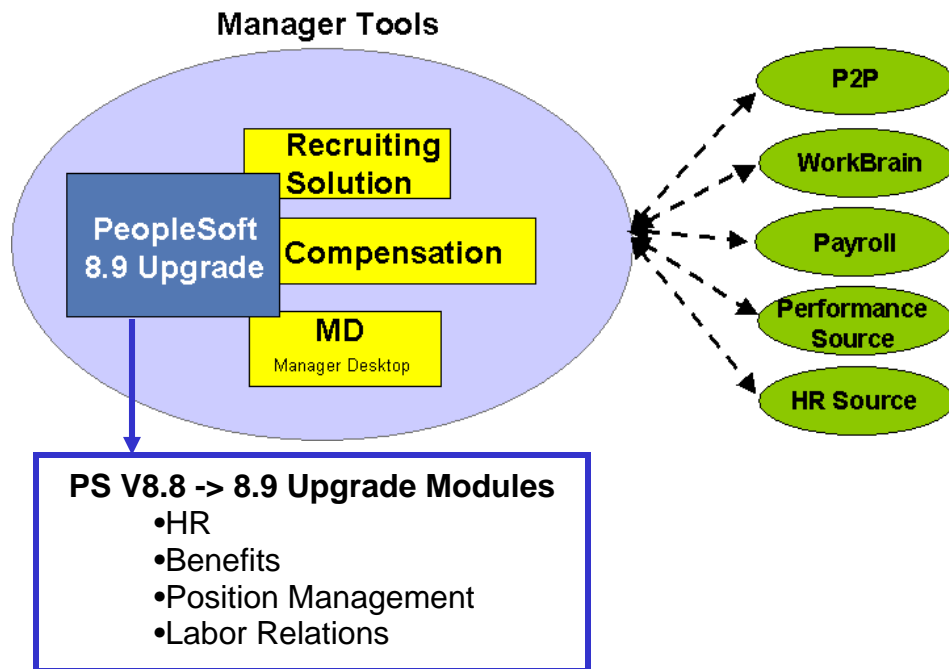 Manager Tools
Recruiting
Solution
PeopleSoft
8.9 Upgrade
Compensation
MD
Manager Desktop
P2P
WorkBrain
Payroll
Performance
Source
HR Source
PS V8.8 -> 8.9 Upgrade Modules
•HR
•Benefits
•Position Management
•Labor Relations